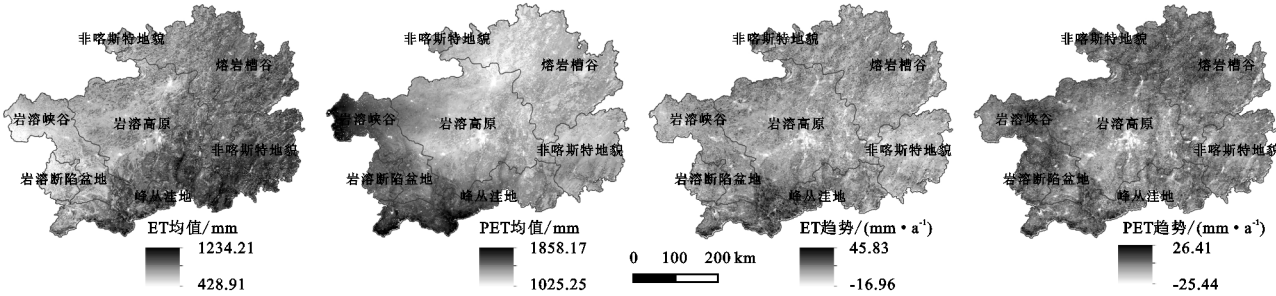 非喀斯特地貌
熔岩槽谷
岩溶峡谷
岩溶高原
非喀斯特地貌
岩溶断陷盆地
峰丛洼地
ET均值/mm
1234.21
428.91
非喀斯特地貌
熔岩槽谷
岩溶峡谷
岩溶高原
非喀斯特地貌
岩溶断陷盆地
峰丛洼地
PET均值/mm
1858.17
1025.25
非喀斯特地貌
熔岩槽谷
岩溶峡谷
岩溶高原
非喀斯特地貌
岩溶断陷盆地
峰丛洼地
ET趋势/(mm·a⁻¹)
45.83
-16.96
非喀斯特地貌
熔岩槽谷
岩溶峡谷
岩溶高原
非喀斯特地貌
岩溶断陷盆地
峰丛洼地
PET趋势/(mm·a⁻¹)
26.41
-25.44
0 100 200 km